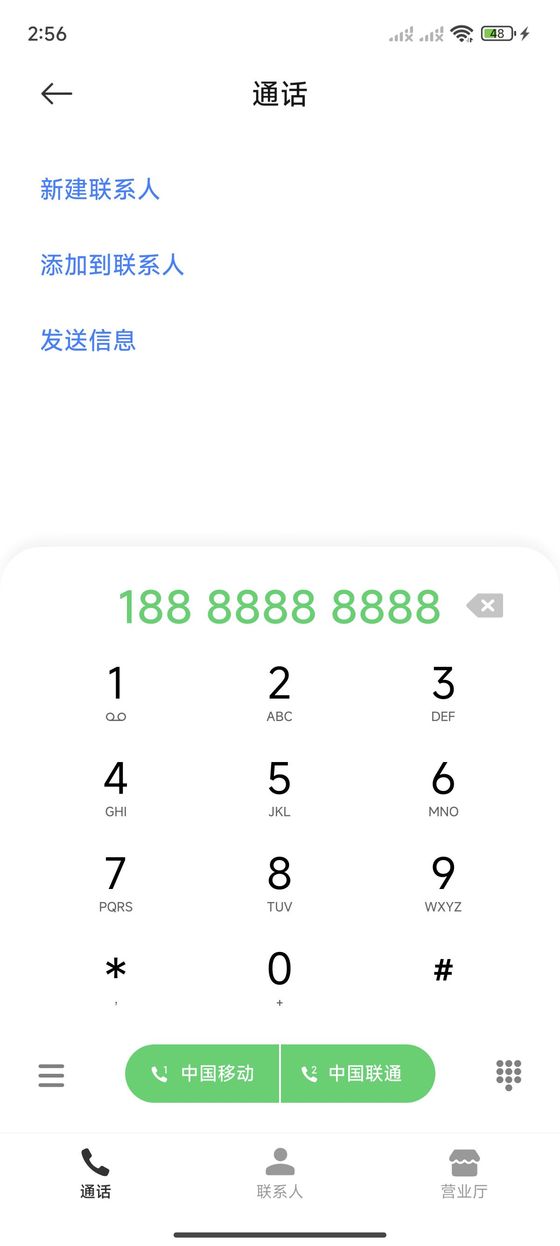 2:56
48
通话
新建联系人
添加到联系人
发送信息
188 8888 8888
1 2 3
ABC DEF
4 5 6
GHI JKL MNO
7 8 9
PQRS TUV WXYZ
* 0 #
, +
1 中国移动 2 中国联通
通话 联系人 营业厅